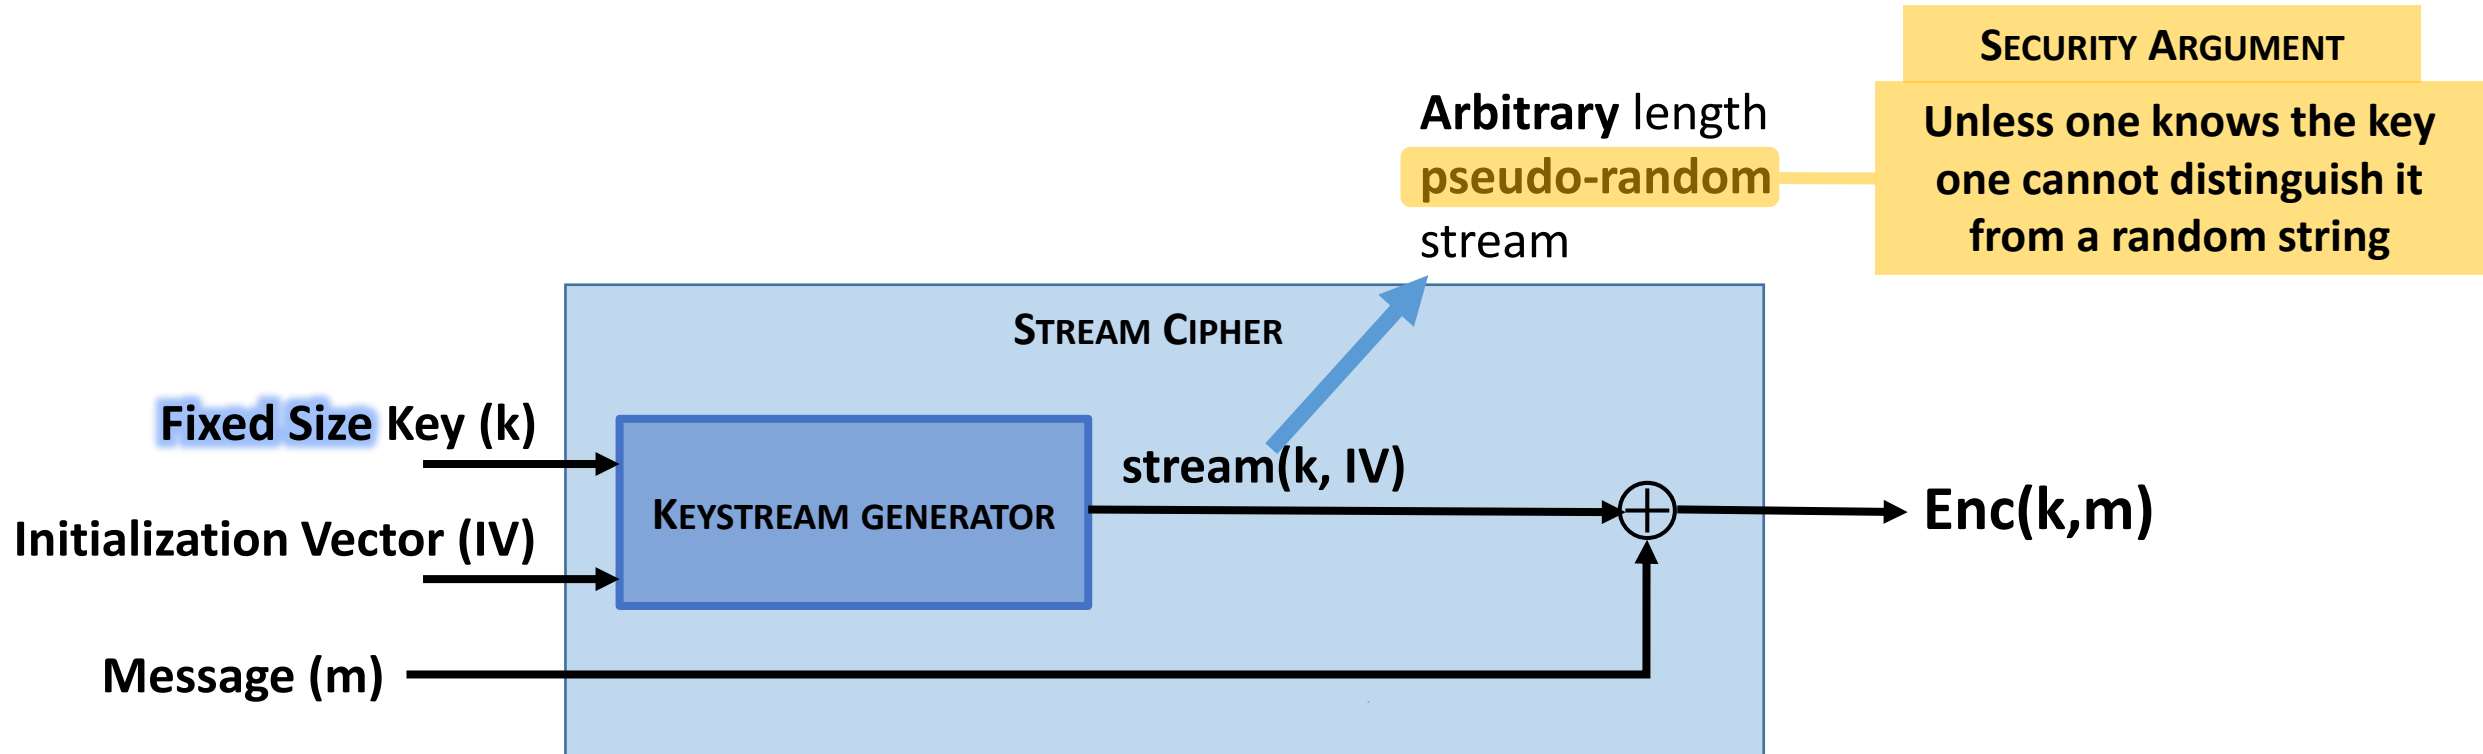 SECURITY ARGUMENT
Unless one knows the key
one cannot distinguish it
from a random string
Arbitrary length
pseudo-random
stream
STREAM CIPHER
Fixed Size Key (k)
Initialization Vector (IV)
Message (m)
KEYSTREAM GENERATOR
stream(k, IV)
Enc(k,m)